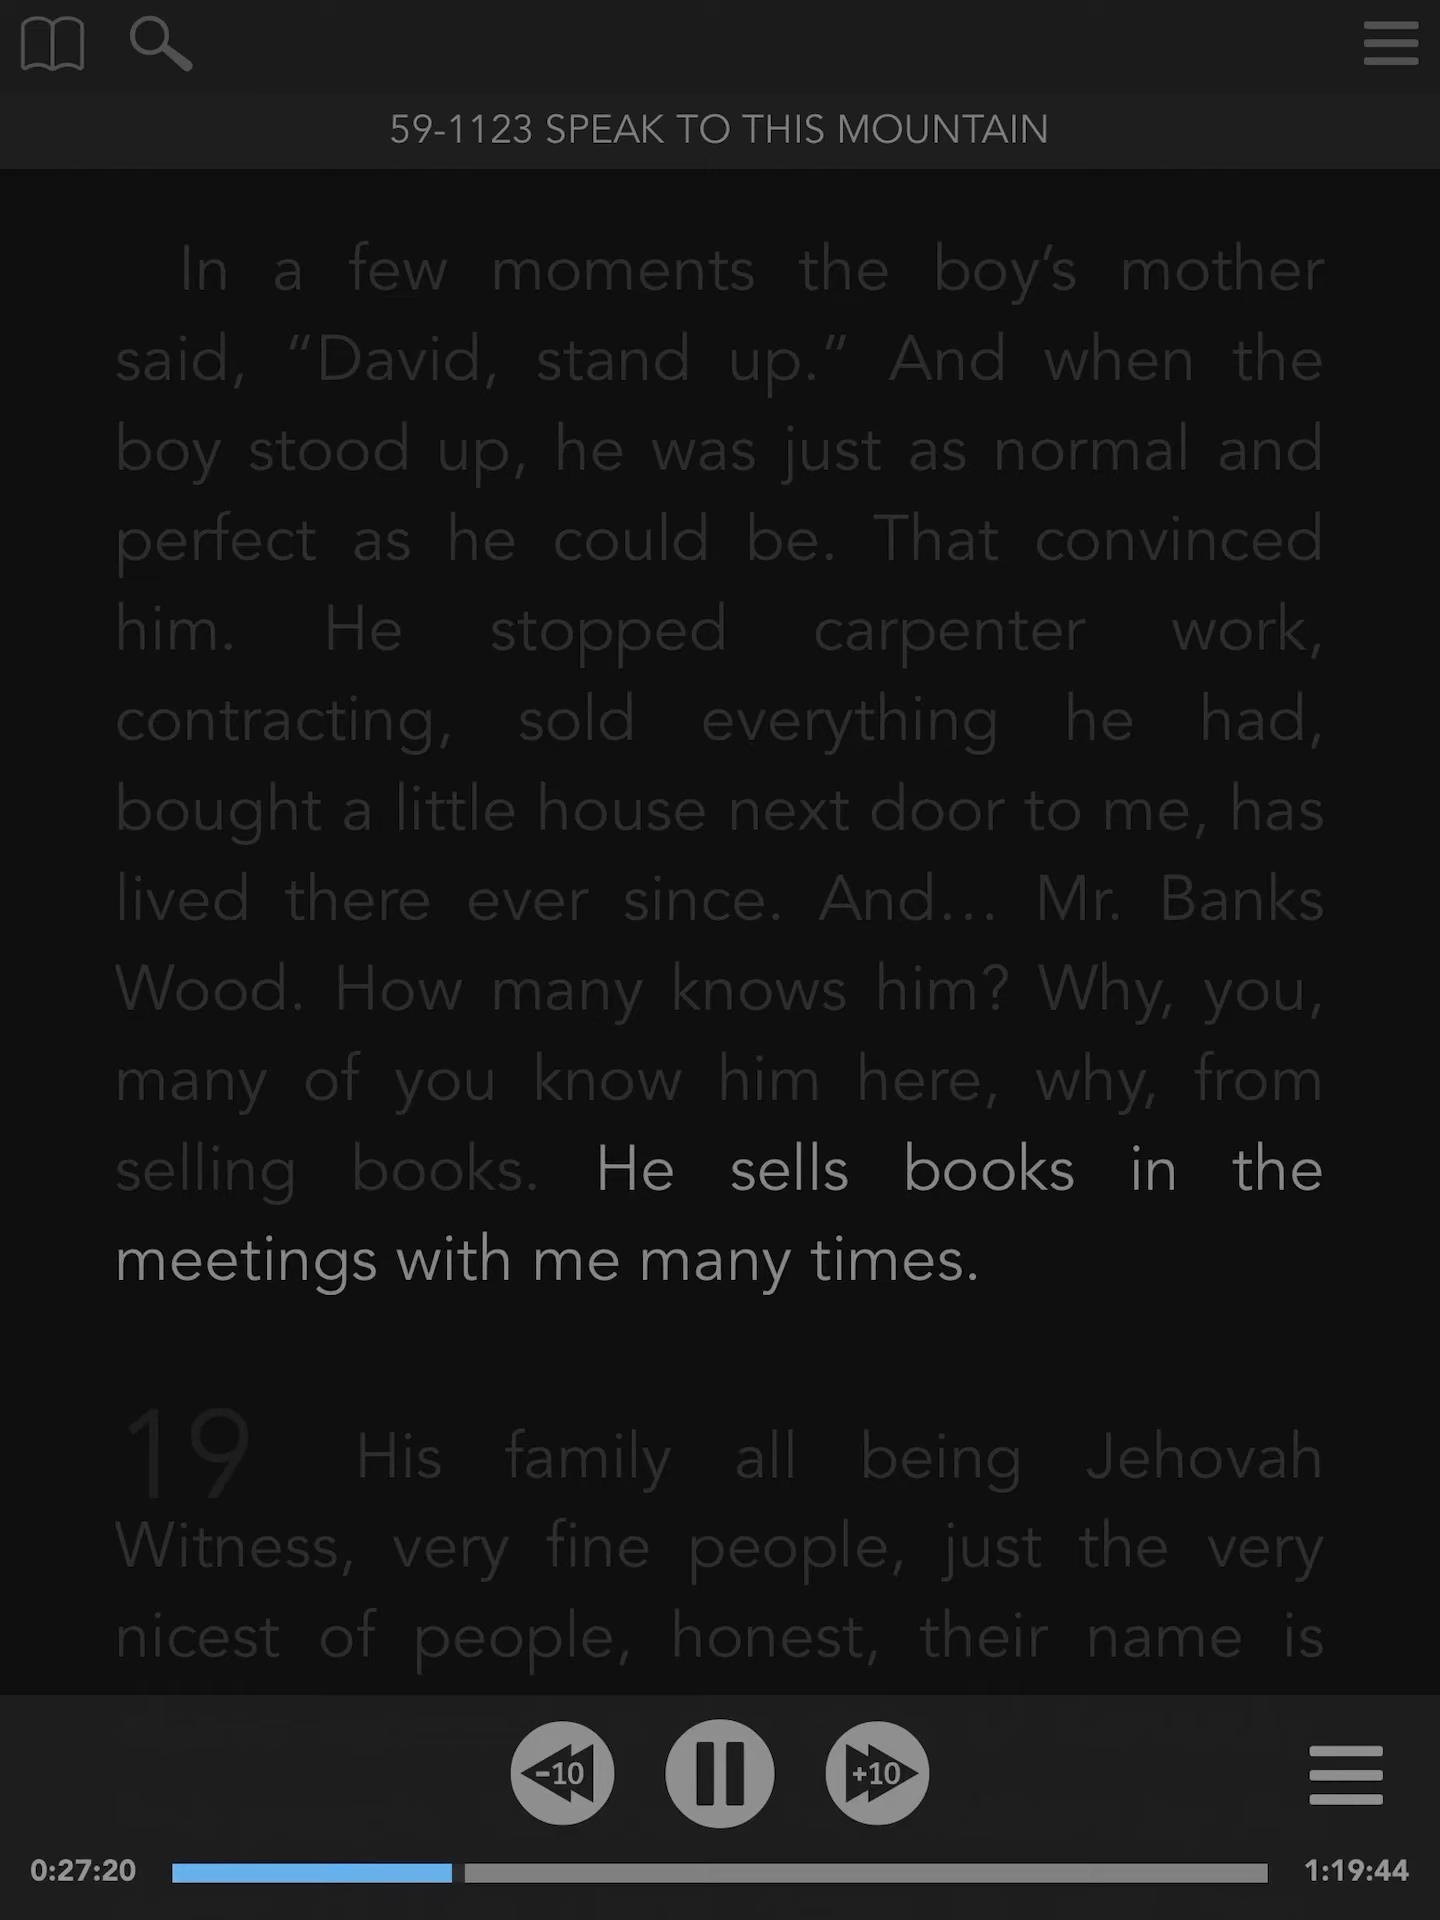 59-1123 SPEAK TO THIS MOUNTAIN
In a few moments the boy’s mother
said, “David, stand up.” And when the
boy stood up, he was just as normal and
perfect as he could be. That convinced
him. He stopped carpenter work,
contracting, sold everything he had,
bought a little house next door to me, has
lived there ever since. And… Mr. Banks
Wood. How many knows him? Why, you,
many of you know him here, why, from
selling books. He sells books in the
meetings with me many times.
19 His family all being Jehovah
Witness, very fine people, just the very
nicest of people, honest, their name is
-10 +10
0:27:20 1:19:44